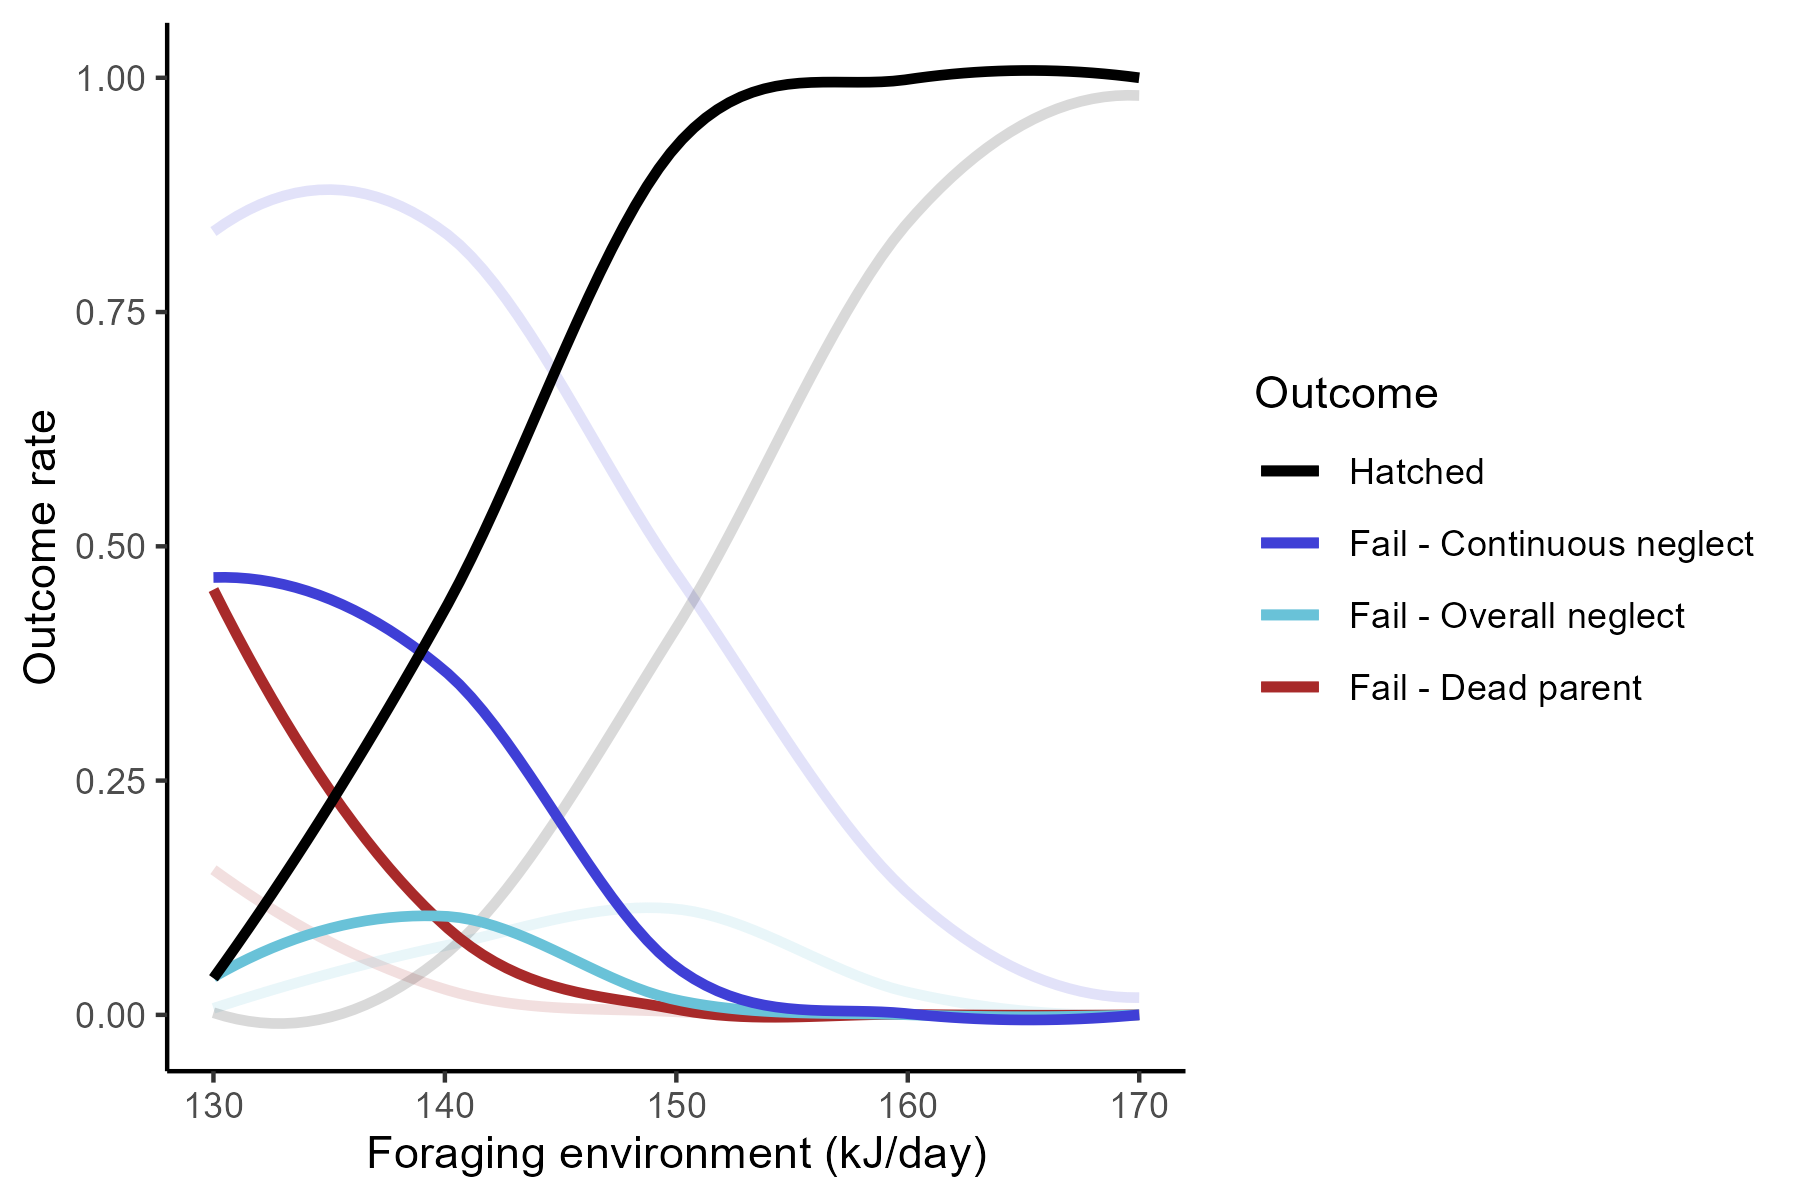 1.00
0.75
0.50
0.25
0.00
Outcome rate
130 140 150 160 170
Foraging environment (kJ/day)
Outcome
Hatched
Fail - Continuous neglect
Fail - Overall neglect
Fail - Dead parent